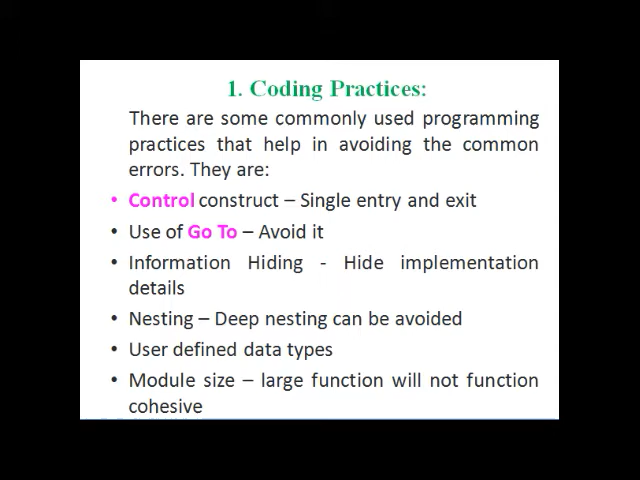 1. Coding Practices:
There are some commonly used programming
practices that help in avoiding the common
errors. They are:
• Control construct – Single entry and exit
• Use of Go To – Avoid it
• Information Hiding - Hide implementation
details
• Nesting – Deep nesting can be avoided
• User defined data types
• Module size – large function will not function
cohesive